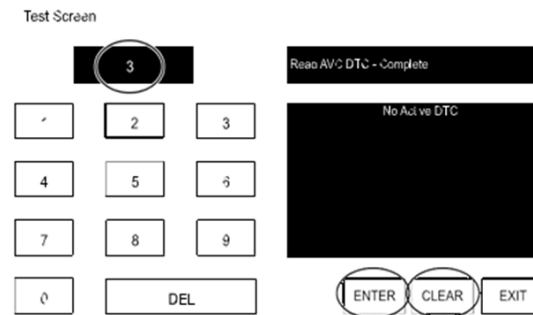 Test Screen
3
Read AVC DTC - Complete
No Active DTC
2 3
4 5 6
7 8 9
0 DEL
ENTER CLEAR EXIT